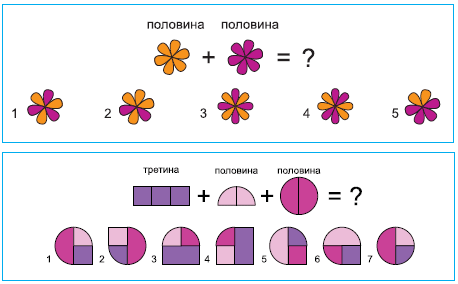 половина половина
+ = ?
1 2 3 4 5
третина половина половина
+ + = ?
1 2 3 4 5 6 7